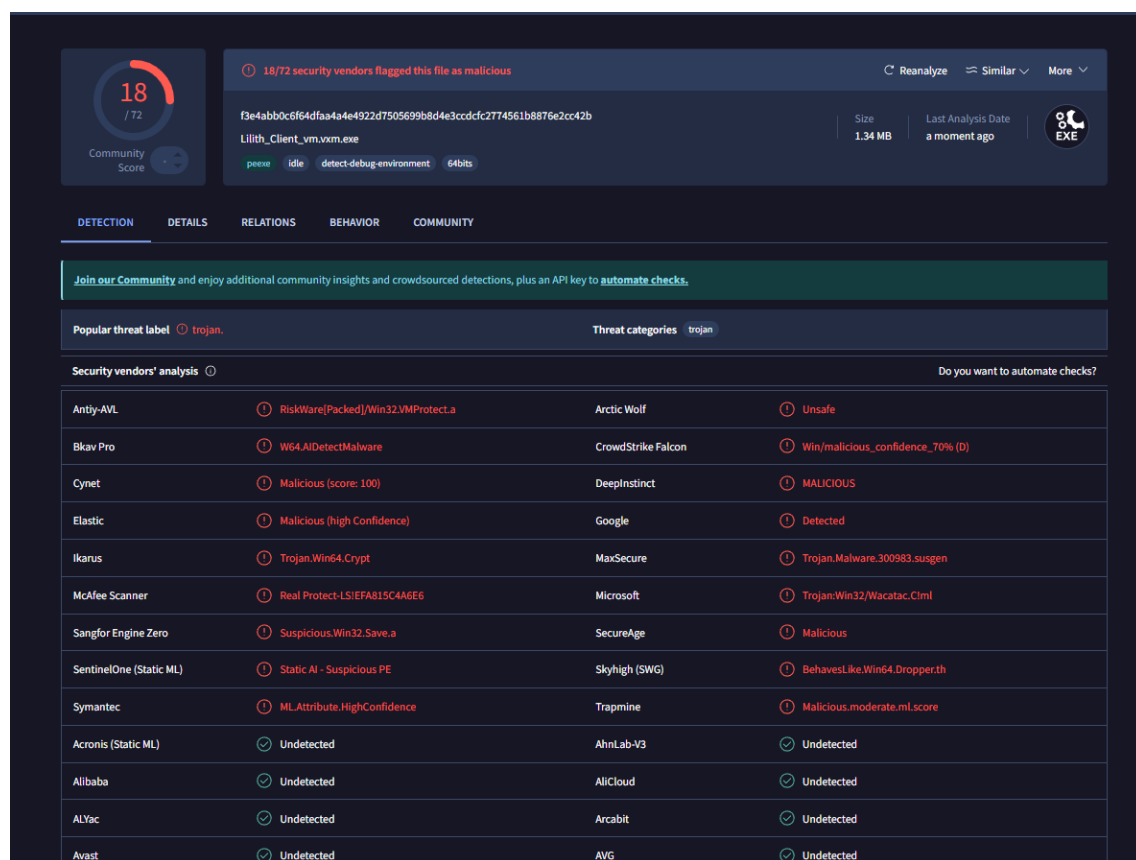 18
/ 72
Community
Score
18/72 security vendors flagged this file as malicious
Reanalyze
Similar
More
f3e4abb0c6f64dfaa4a4e4922d7505699b8d4e3ccdcfc2774561b8876e2cc42b
Lilith_Client_vm.vxm.exe
peexe idle detect-debug-environment 64bits
Size
1.34 MB
Last Analysis Date
a moment ago
EXE
DETECTION DETAILS RELATIONS BEHAVIOR COMMUNITY
Join our Community and enjoy additional community insights and crowdsourced detections, plus an API key to automate checks.
Popular threat label trojan. Threat categories trojan
Security vendors' analysis Do you want to automate checks?
Antiy-AVL RiskWare[Packed]/Win32.VMProtect.a Arctic Wolf Unsafe
Bkav Pro W64.AIDetectMalware CrowdStrike Falcon Win/malicious_confidence_70% (D)
Cynet Malicious (score: 100) DeepInstinct MALICIOUS
Elastic Malicious (high Confidence) Google Detected
Ikarus Trojan.Win64.Crypt MaxSecure Trojan.Malware.300983.susgen
McAfee Scanner Real Protect-LS!EFA815C4A6E6 Microsoft Trojan:Win32/Wacatac.C!ml
Sangfor Engine Zero Suspicious.Win32.Save.a SecureAge Malicious
SentinelOne (Static ML) Static AI - Suspicious PE Skyhigh (SWG) BehavesLike.Win64.Dropper.th
Symantec ML.Attribute.HighConfidence Trapmine Malicious.moderate.ml.score
Acronis (Static ML) Undetected AhnLab-V3 Undetected
Alibaba Undetected AliCloud Undetected
ALYac Undetected Arcabit Undetected
Avast Undetected AVG Undetected